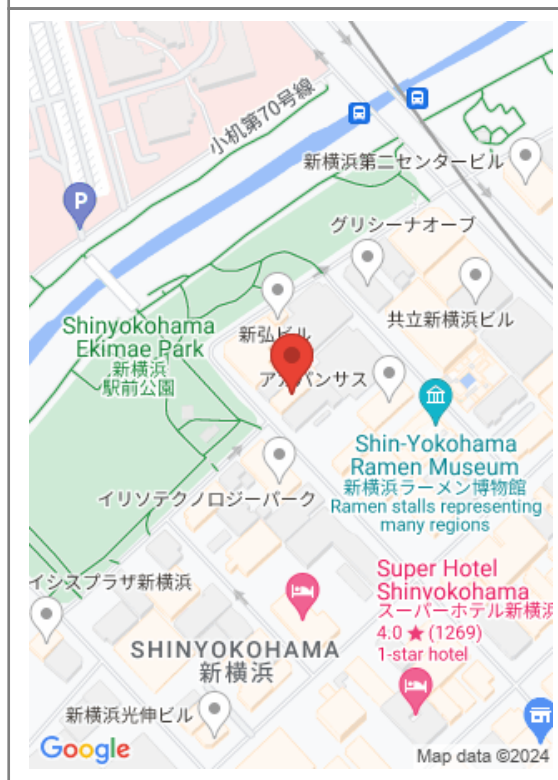 小机第70号線
新横浜第二センタービル
P
グリシーナオーブ
共立新横浜ビル
新弘ビル
Shinyokohama
Ekimae Park
新横浜
駅前公園
Shin-Yokohama
Ramen Museum
新横浜ラーメン博物館
Ramen stalls representing
many regions
イリソテクノロジーパーク
Super Hotel
Shinyokohama
スーパーホテル新横浜
4.0 ★ (1269)
1-star hotel
イシスプラザ新横浜
SHINYOKOHAMA
新横浜
新横浜光伸ビル
Google
Map data ©2024